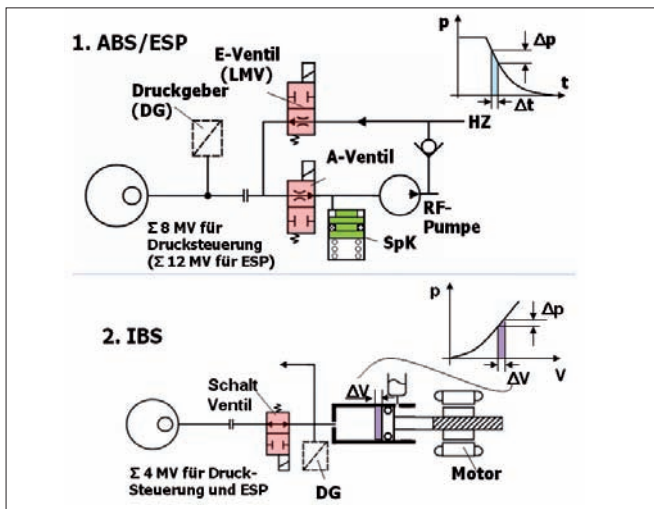 1. ABS/ESP
E-Ventil
(LMV)
Druckgeber
(DG)
p
Δp
t
Δt
HZ
A-Ventil
RF-
Pumpe
SpK
Σ 8 MV für
Drucksteuerung
(Σ 12 MV für ESP)
2. IBS
p
Δp
ΔV
V
Schalt
Ventil
ΔV
Σ 4 MV für Druck-
Steuerung und ESP
DG
Motor